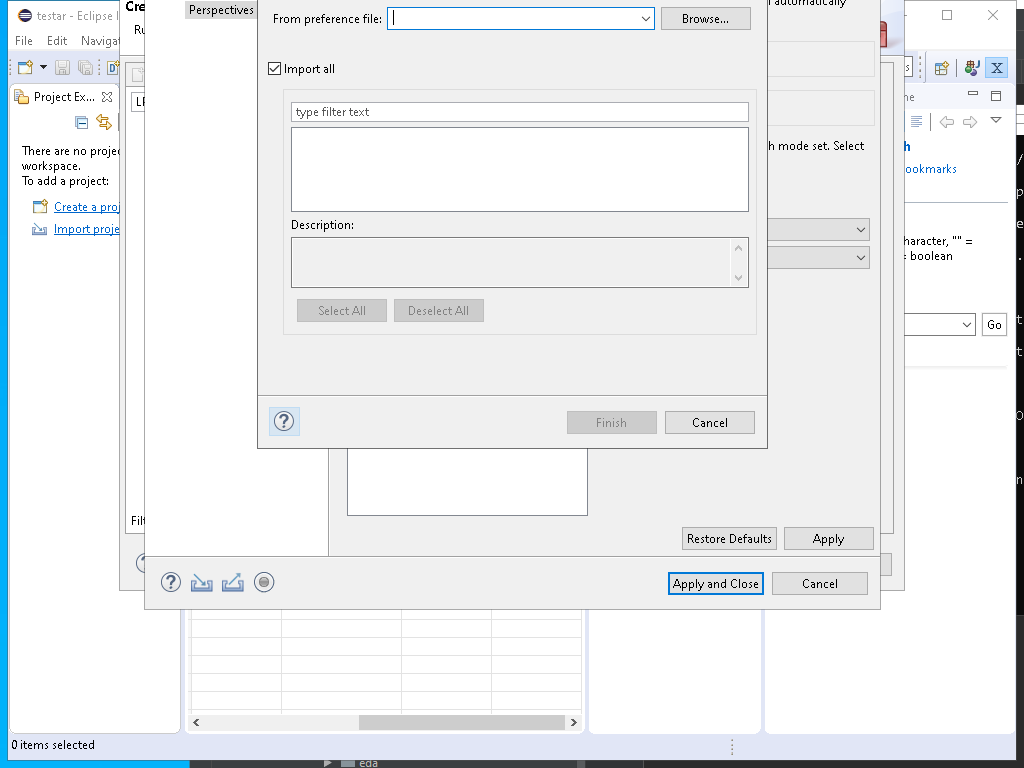 testar - Eclipse I
File Edit Navigat
Project Ex...
There are no projec
workspace.
To add a project:
Create a proj
Import proje
0 items selected
Cre
Ru
Filt
Perspectives
From preference file:
Browse...
Import all
type filter text
Description:
Select All
Deselect All
Finish
Cancel
automatically
h mode set. Select
Restore Defaults
Apply
Apply and Close
Cancel
ne
h
ookmarks
haracter, "" =
= boolean
Go
eda